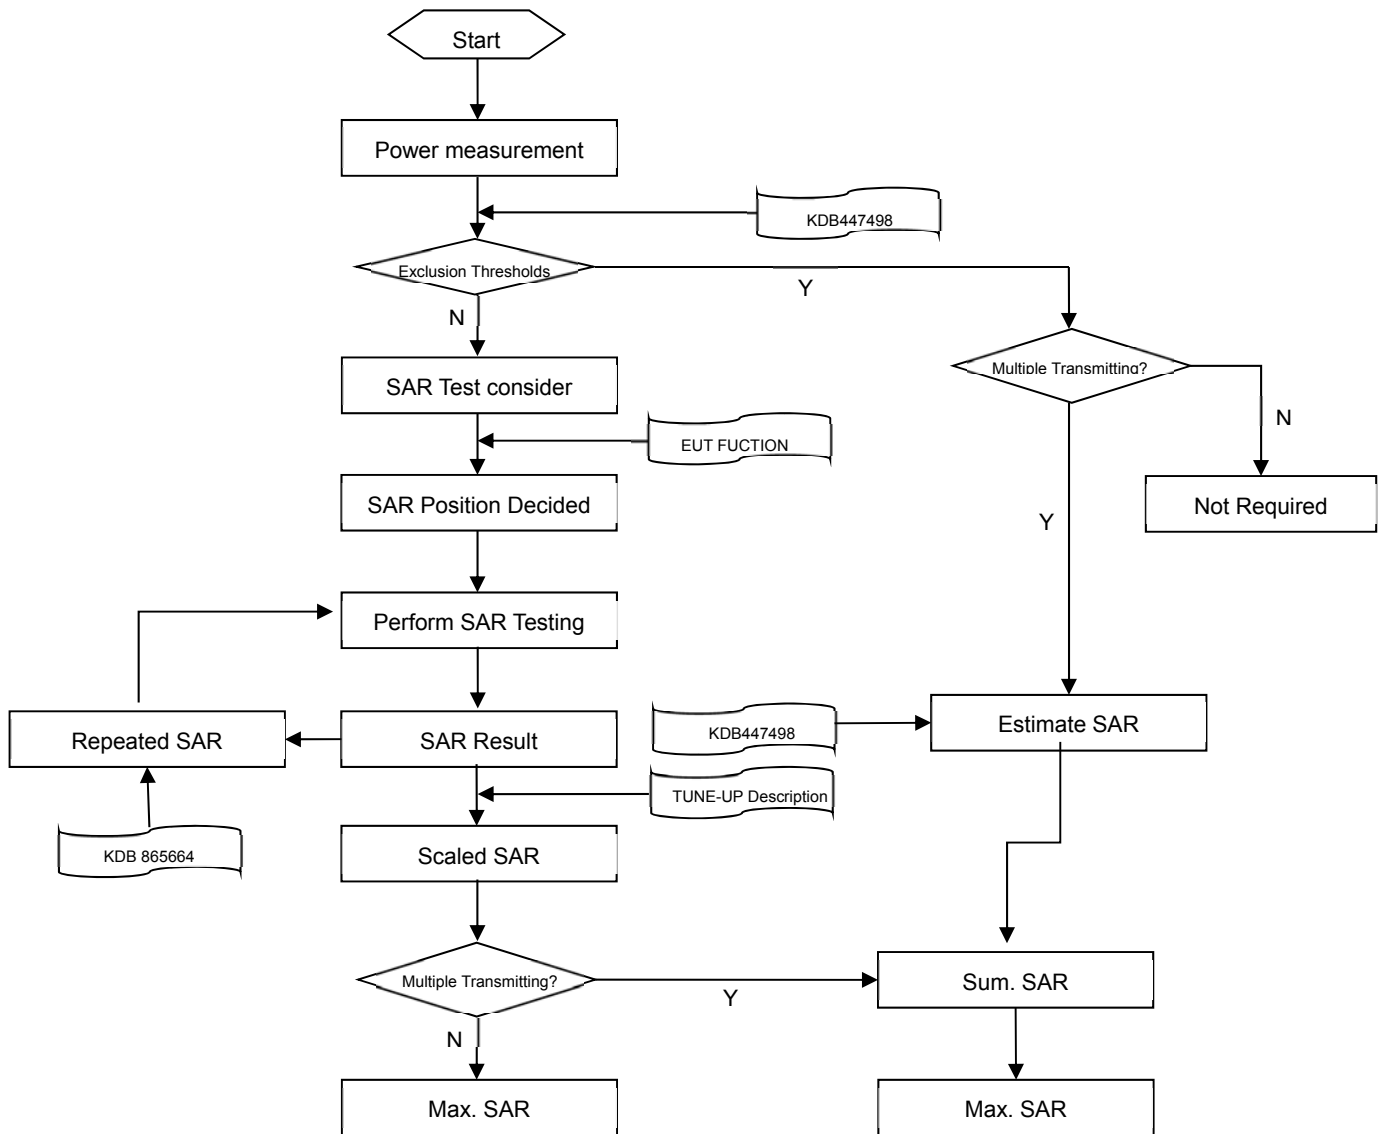 Start
Power measurement
KDB447498
Exclusion Thresholds
Y
N
Multiple Transmitting?
SAR Test consider
N
EUT FUCTION
SAR Position Decided
Not Required
Y
Perform SAR Testing
Repeated SAR
SAR Result
KDB447498
Estimate SAR
TUNE-UP Description
KDB 865664
Scaled SAR
Multiple Transmitting?
Y
Sum. SAR
N
Max. SAR
Max. SAR